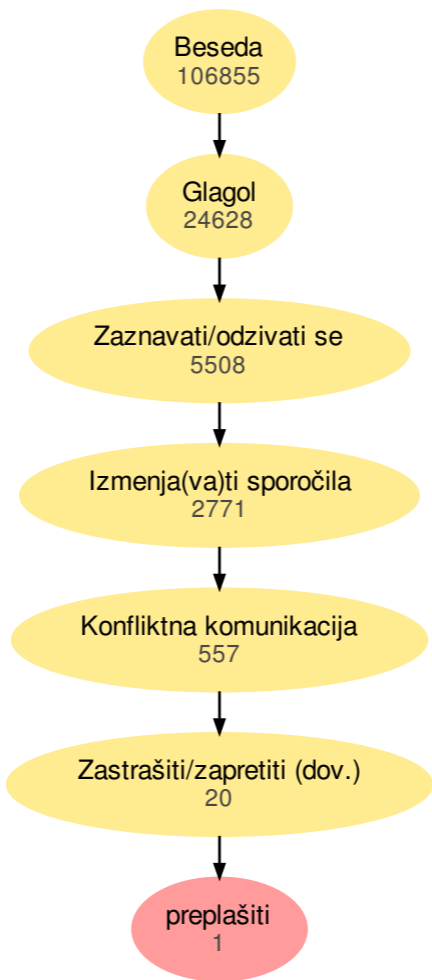 Beseda
106855
Glagol
24628
Zaznavati/odzivati se
5508
Izmenja(va)ti sporočila
2771
Konfliktna komunikacija
557
Zastrašiti/zapretiti (dov.)
20
preplašiti
1